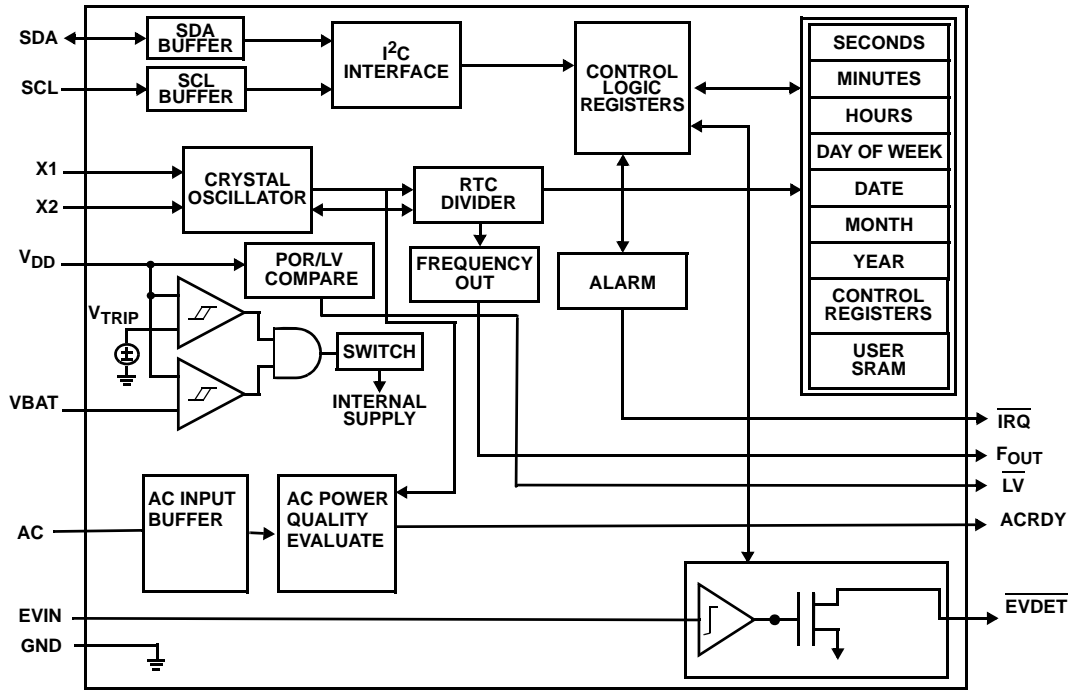 SDA
SDA
BUFFER
I²C
INTERFACE
SCL
SCL
BUFFER
CONTROL
LOGIC
REGISTERS
SECONDS
MINUTES
HOURS
DAY OF WEEK
DATE
MONTH
YEAR
CONTROL
REGISTERS
USER
SRAM
X1
X2
CRYSTAL
OSCILLATOR
RTC
DIVIDER
VDD
POR/LV
COMPARE
FREQUENCY
OUT
ALARM
VTRIP
SWITCH
INTERNAL
SUPPLY
VBAT
IRQ
FOUT
LV
AC
AC INPUT
BUFFER
AC POWER
QUALITY
EVALUATE
ACRDY
EVIN
EVDET
GND